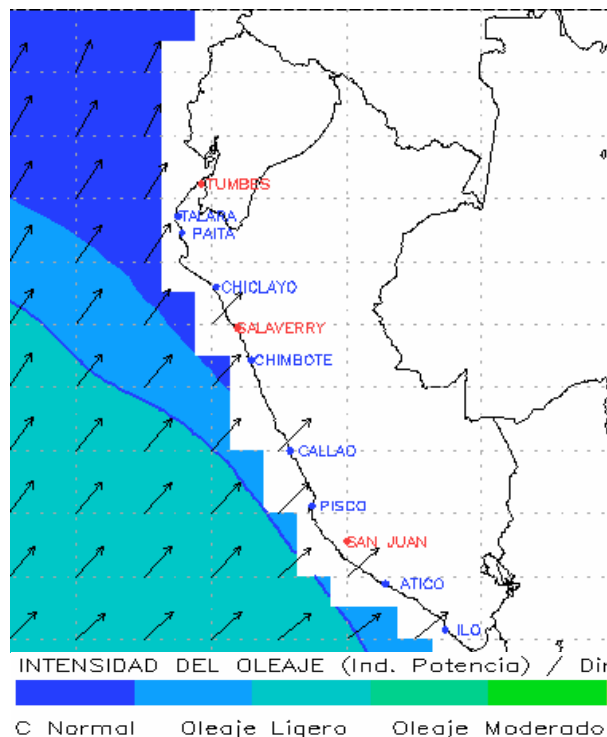 TUMBES
TALARA
PAITA
CHICLAYO
SALAVERRY
CHIMBOTE
CALLAO
PISCO
SAN JUAN
ATICO
ILO
INTENSIDAD DEL OLEAJE (Ind. Potencia) / Dir
C Normal Oleaje Ligero Oleaje Moderado